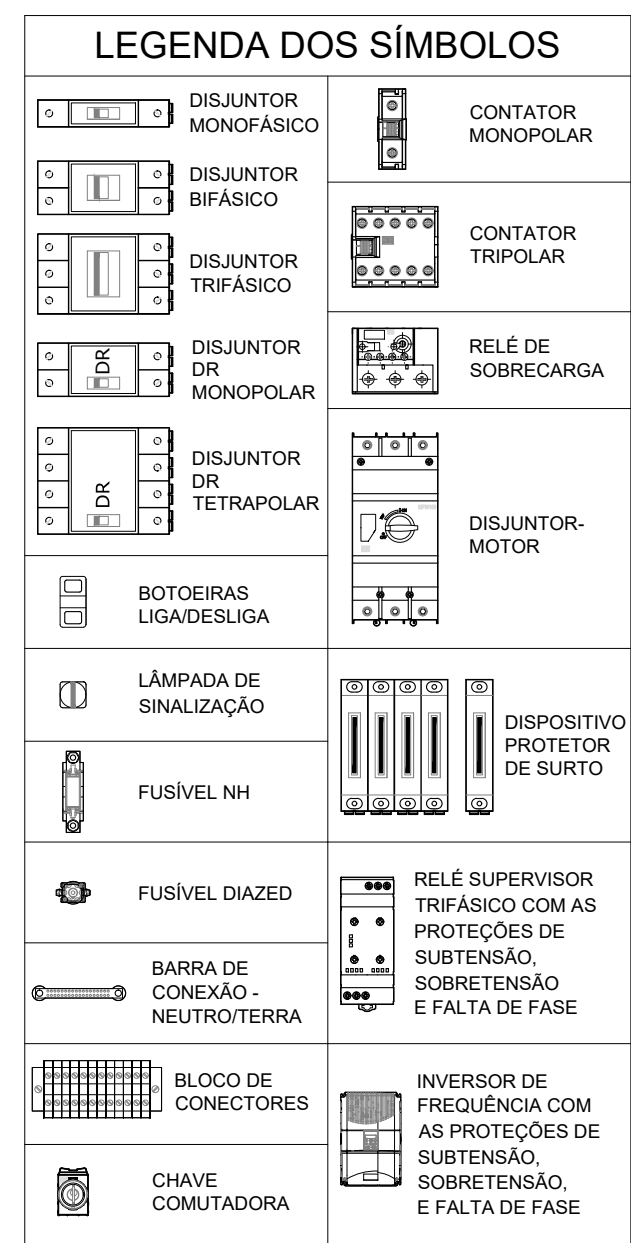 LEGENDA DOS SÍMBOLOS
DISJUNTOR
MONOFÁSICO
DISJUNTOR
BIFÁSICO
DISJUNTOR
TRIFÁSICO
DR
DISJUNTOR
DR
MONOPOLAR
DR
DISJUNTOR
DR
TETRAPOLAR
BOTOEIRAS
LIGA/DESLIGA
LÂMPADA DE
SINALIZAÇÃO
FUSÍVEL NH
FUSÍVEL DIAZED
BARRA DE
CONEXÃO -
NEUTRO/TERRA
BLOCO DE
CONECTORES
CHAVE
COMUTADORA
CONTATOR
MONOPOLAR
CONTATOR
TRIPOLAR
RELÉ DE
SOBRECARGA
DISJUNTOR-
MOTOR
DISPOSITIVO
PROTETOR
DE SURTO
RELÉ SUPERVISOR
TRIFÁSICO COM AS
PROTEÇÕES DE
SUBTENSÃO,
SOBRETENSÃO
E FALTA DE FASE
INVERSOR DE
FREQUÊNCIA COM
AS PROTEÇÕES DE
SUBTENSÃO,
SOBRETENSÃO,
E FALTA DE FASE